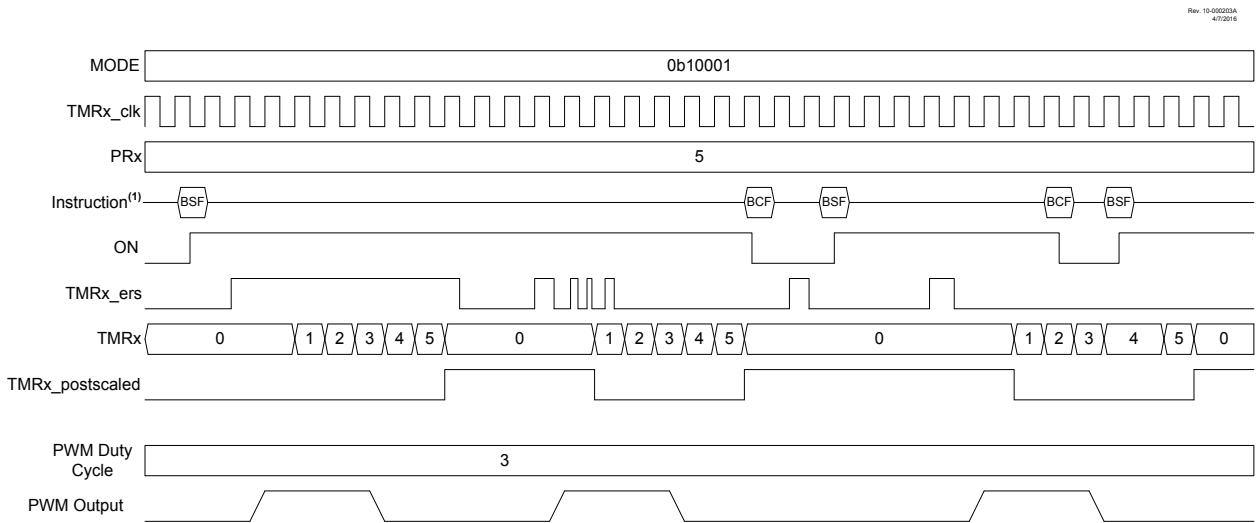 Rev. 10-000203A
4/7/2016
MODE 0b10001
TMRx_clk
PRx 5
Instruction(1) BSF BCF BSF BCF BSF
ON
TMRx_ers
TMRx 0 1 2 3 4 5 0 1 2 3 4 5 0 1 2 3 4 5 0
TMRx_postscaled
PWM Duty
Cycle 3
PWM Output